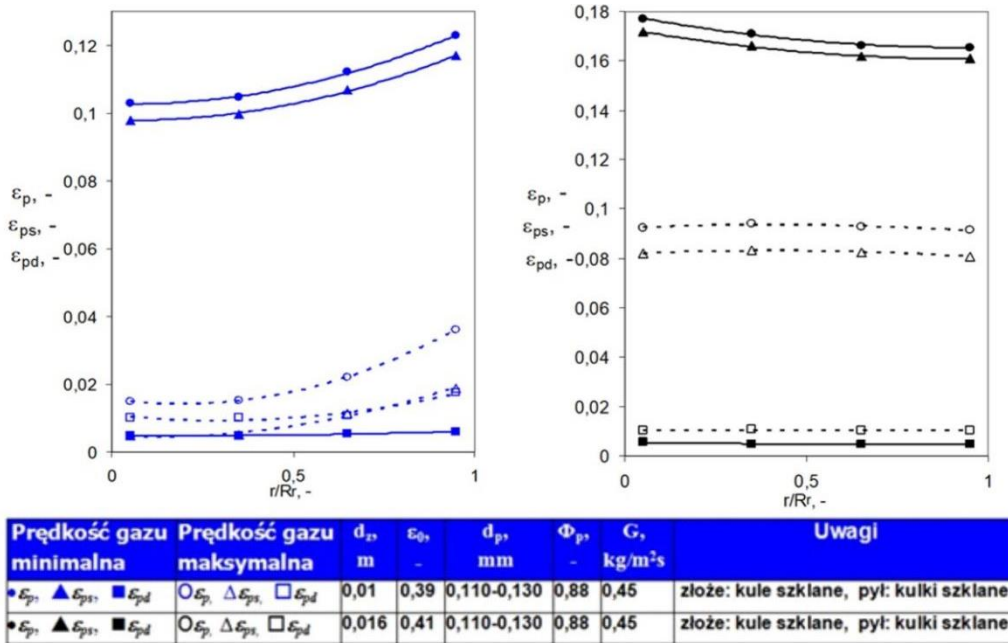 0,12
0,1
0,08
0,06
0,04
0,02
0
εp, -
εps, -
εpd, -
0 0,5 1
r/Rr, -
0,18
0,16
0,14
0,12
0,1
-0,08
0,06
0,04
0,02
0
εp, -
εps, -
εpd,
0 0,5 1
r/Rr, -
Prędkość gazu minimalna Prędkość gazu maksymalna dz, m ε0, - dp, mm Φp, - G, kg/m²s Uwagi
εp, εps, εpd εp, εps, εpd 0,01 0,39 0,110-0,130 0,88 0,45 złoże: kule szklane, pył: kulki szklane
εp, εps, εpd εp, εps, εpd 0,016 0,41 0,110-0,130 0,88 0,45 złoże: kule szklane, pył: kulki szklane